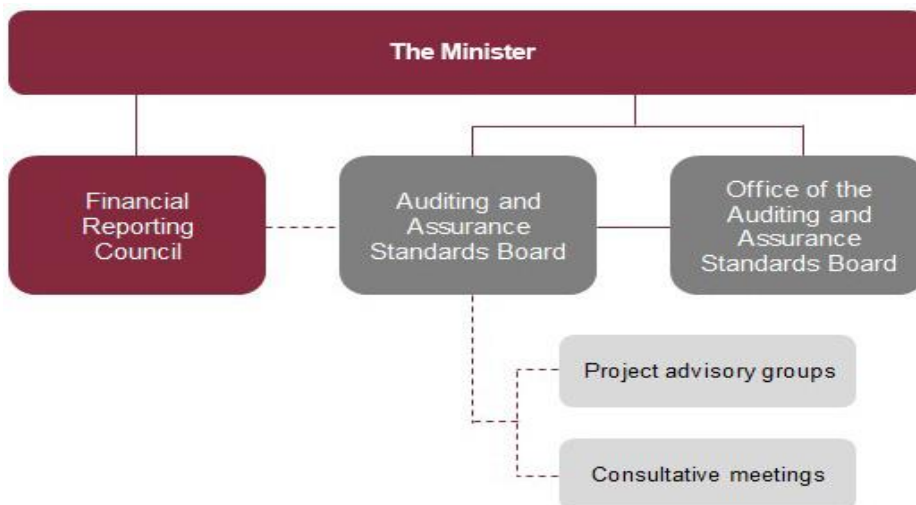 The Minister
Financial
Reporting
Council
Auditing and
Assurance
Standards Board
Office of the
Auditing and
Assurance
Standards Board
Project advisory groups
Consultative meetings